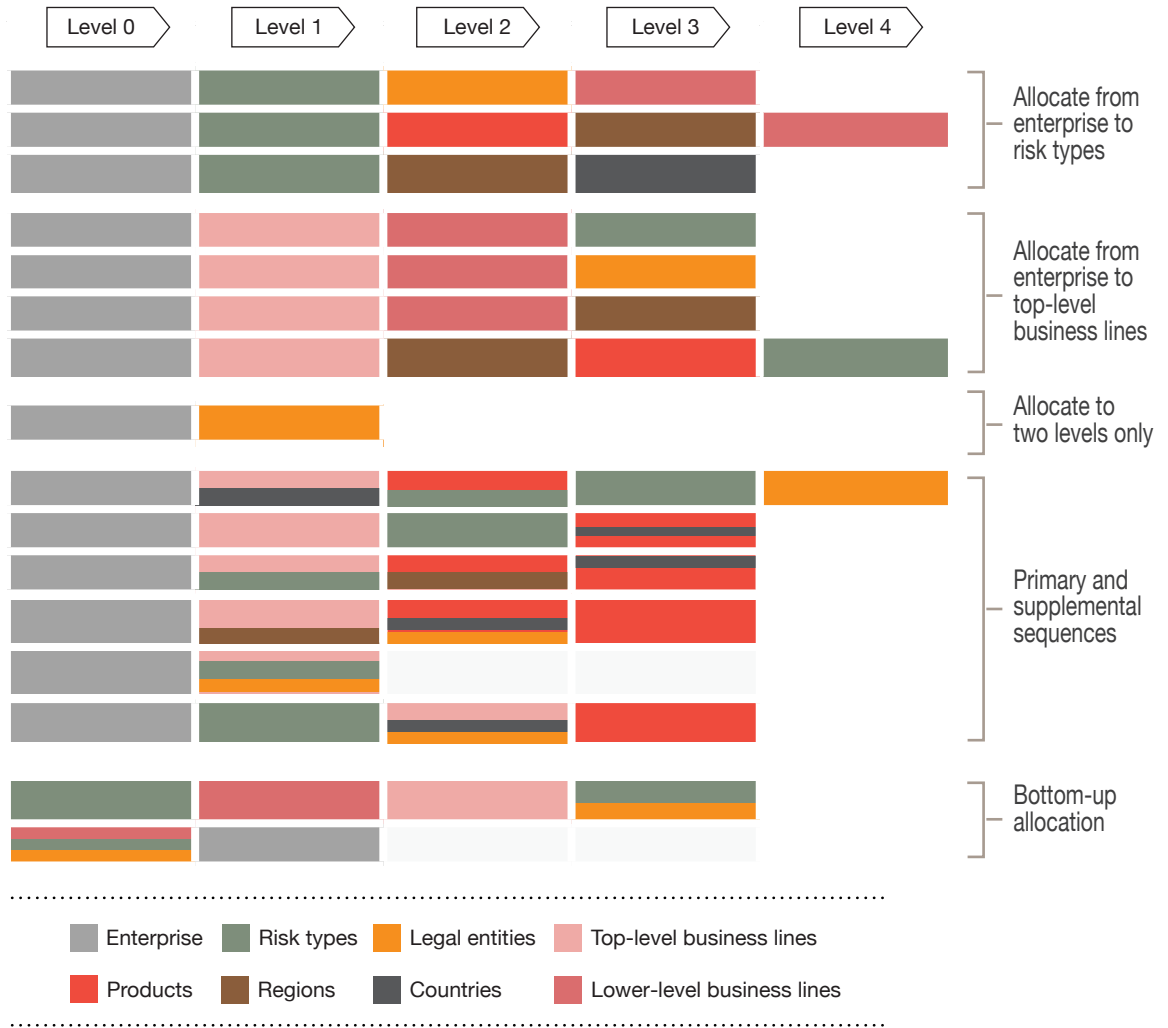 Level 0
Level 1
Level 2
Level 3
Level 4
Allocate from
enterprise to
risk types
Allocate from
enterprise to
top-level
business lines
Allocate to
two levels only
Primary and
supplemental
sequences
Bottom-up
allocation
Enterprise
Risk types
Legal entities
Top-level business lines
Products
Regions
Countries
Lower-level business lines